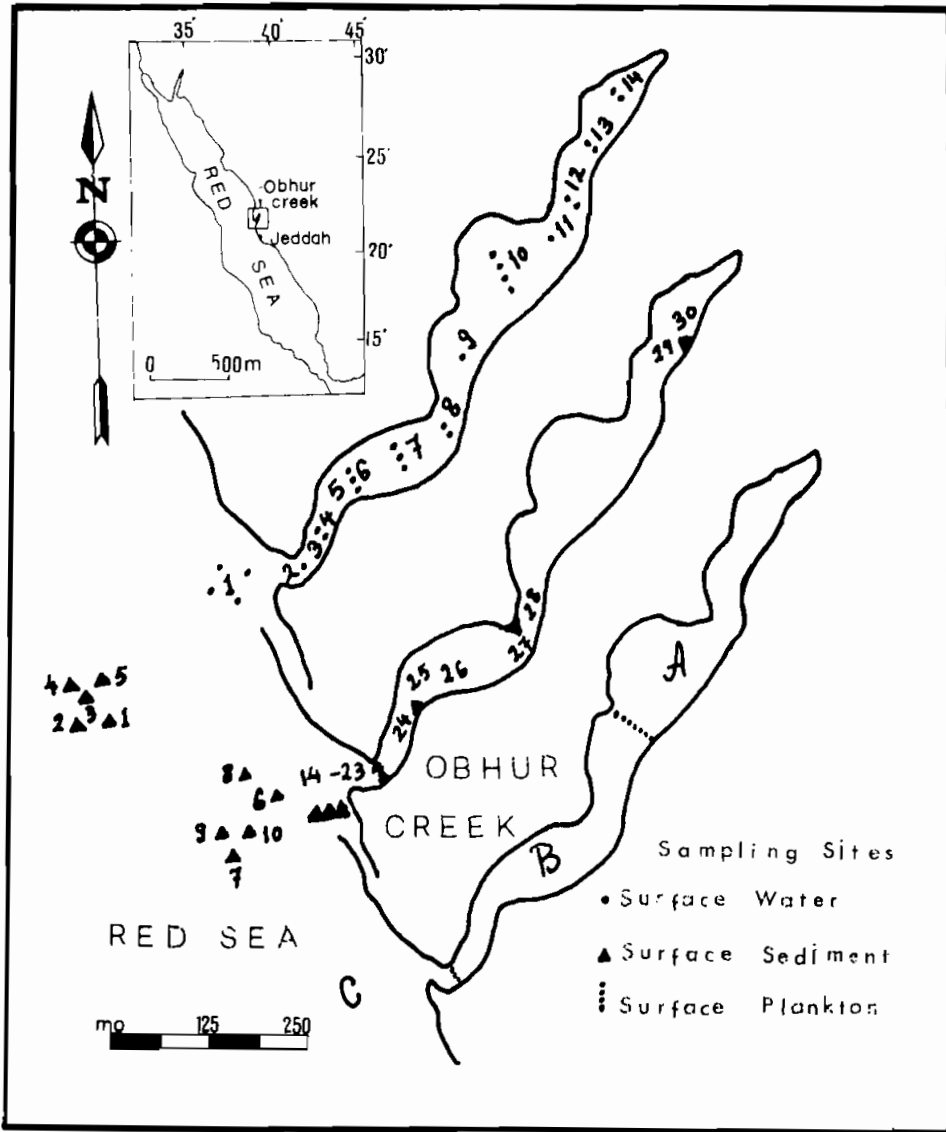 35' 40' 45'
30'
25'
20'
15'
RED SEA
Obhur
creek
Jeddah
0 500m
N
14
13
12
11
10
9
8
7
6
5
4
3
2
1
30
29
28
27
26
25
24
14-23
4 5
3
2 1
8
6
9 10
7
OBHUR
CREEK
A
B
C
RED SEA
Sampling Sites
Surface Water
Surface Sediment
Surface Plankton
mo 125 250